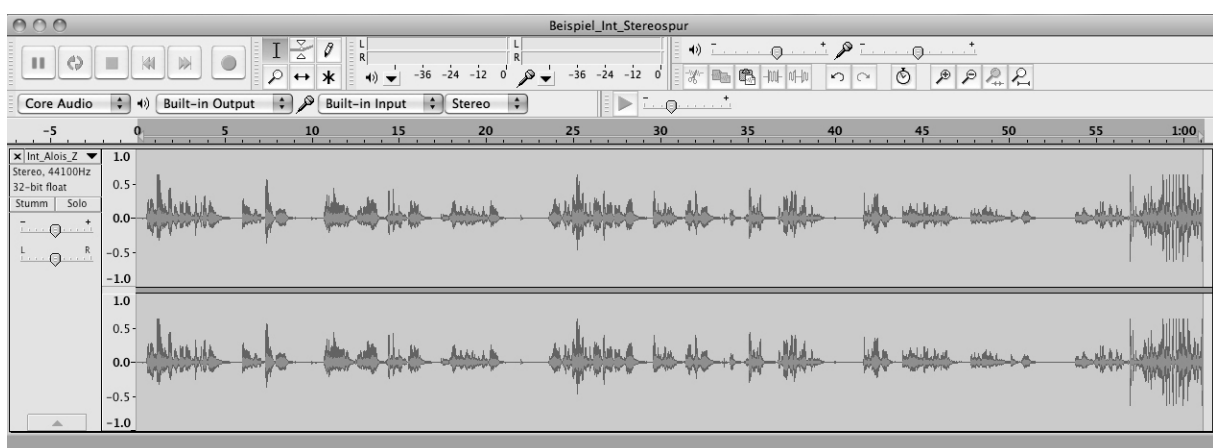 Beispiel_Int_Stereospur
L
R
-36 -24 -12 0
L
R
-36 -24 -12 0
- +
- +
Core Audio Built-in Output Built-in Input Stereo
- +
-5 0 5 10 15 20 25 30 35 40 45 50 55 1:00
Int_Alois_Z
Stereo, 44100Hz
32-bit float
Stumm Solo
- +
L R
1.0
0.5
0.0
-0.5
-1.0
1.0
0.5
0.0
-0.5
-1.0